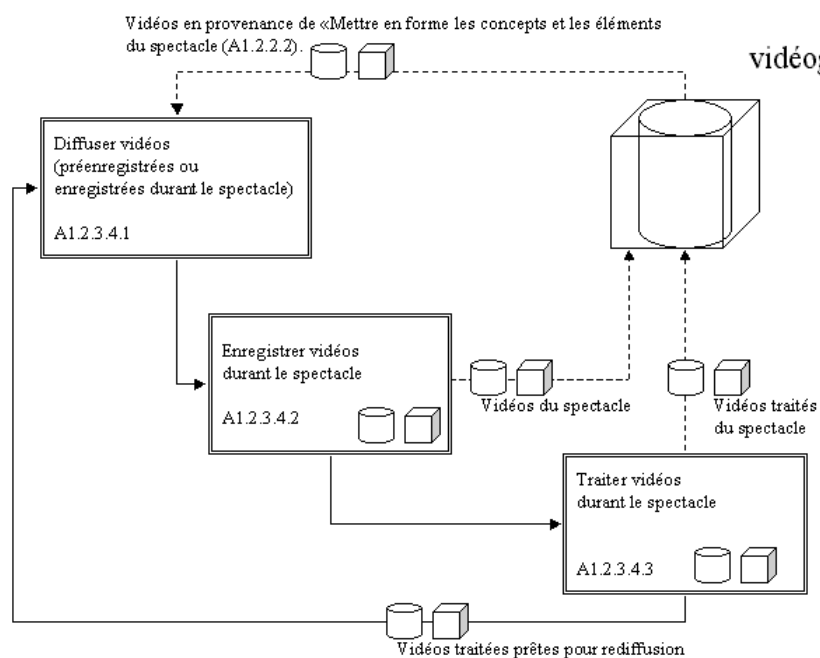 Vidéos en provenance de «Mettre en forme les concepts et les éléments
du spectacle (A1.2.2.2).
Diffuser vidéos
(préenregistrées ou
enregistrées durant le spectacle)
A1.2.3.4.1
Enregistrer vidéos
durant le spectacle
A1.2.3.4.2
Vidéos du spectacle
Vidéos traités
du spectacle
Traiter vidéos
durant le spectacle
A1.2.3.4.3
Vidéos traitées prêtes pour rediffusion